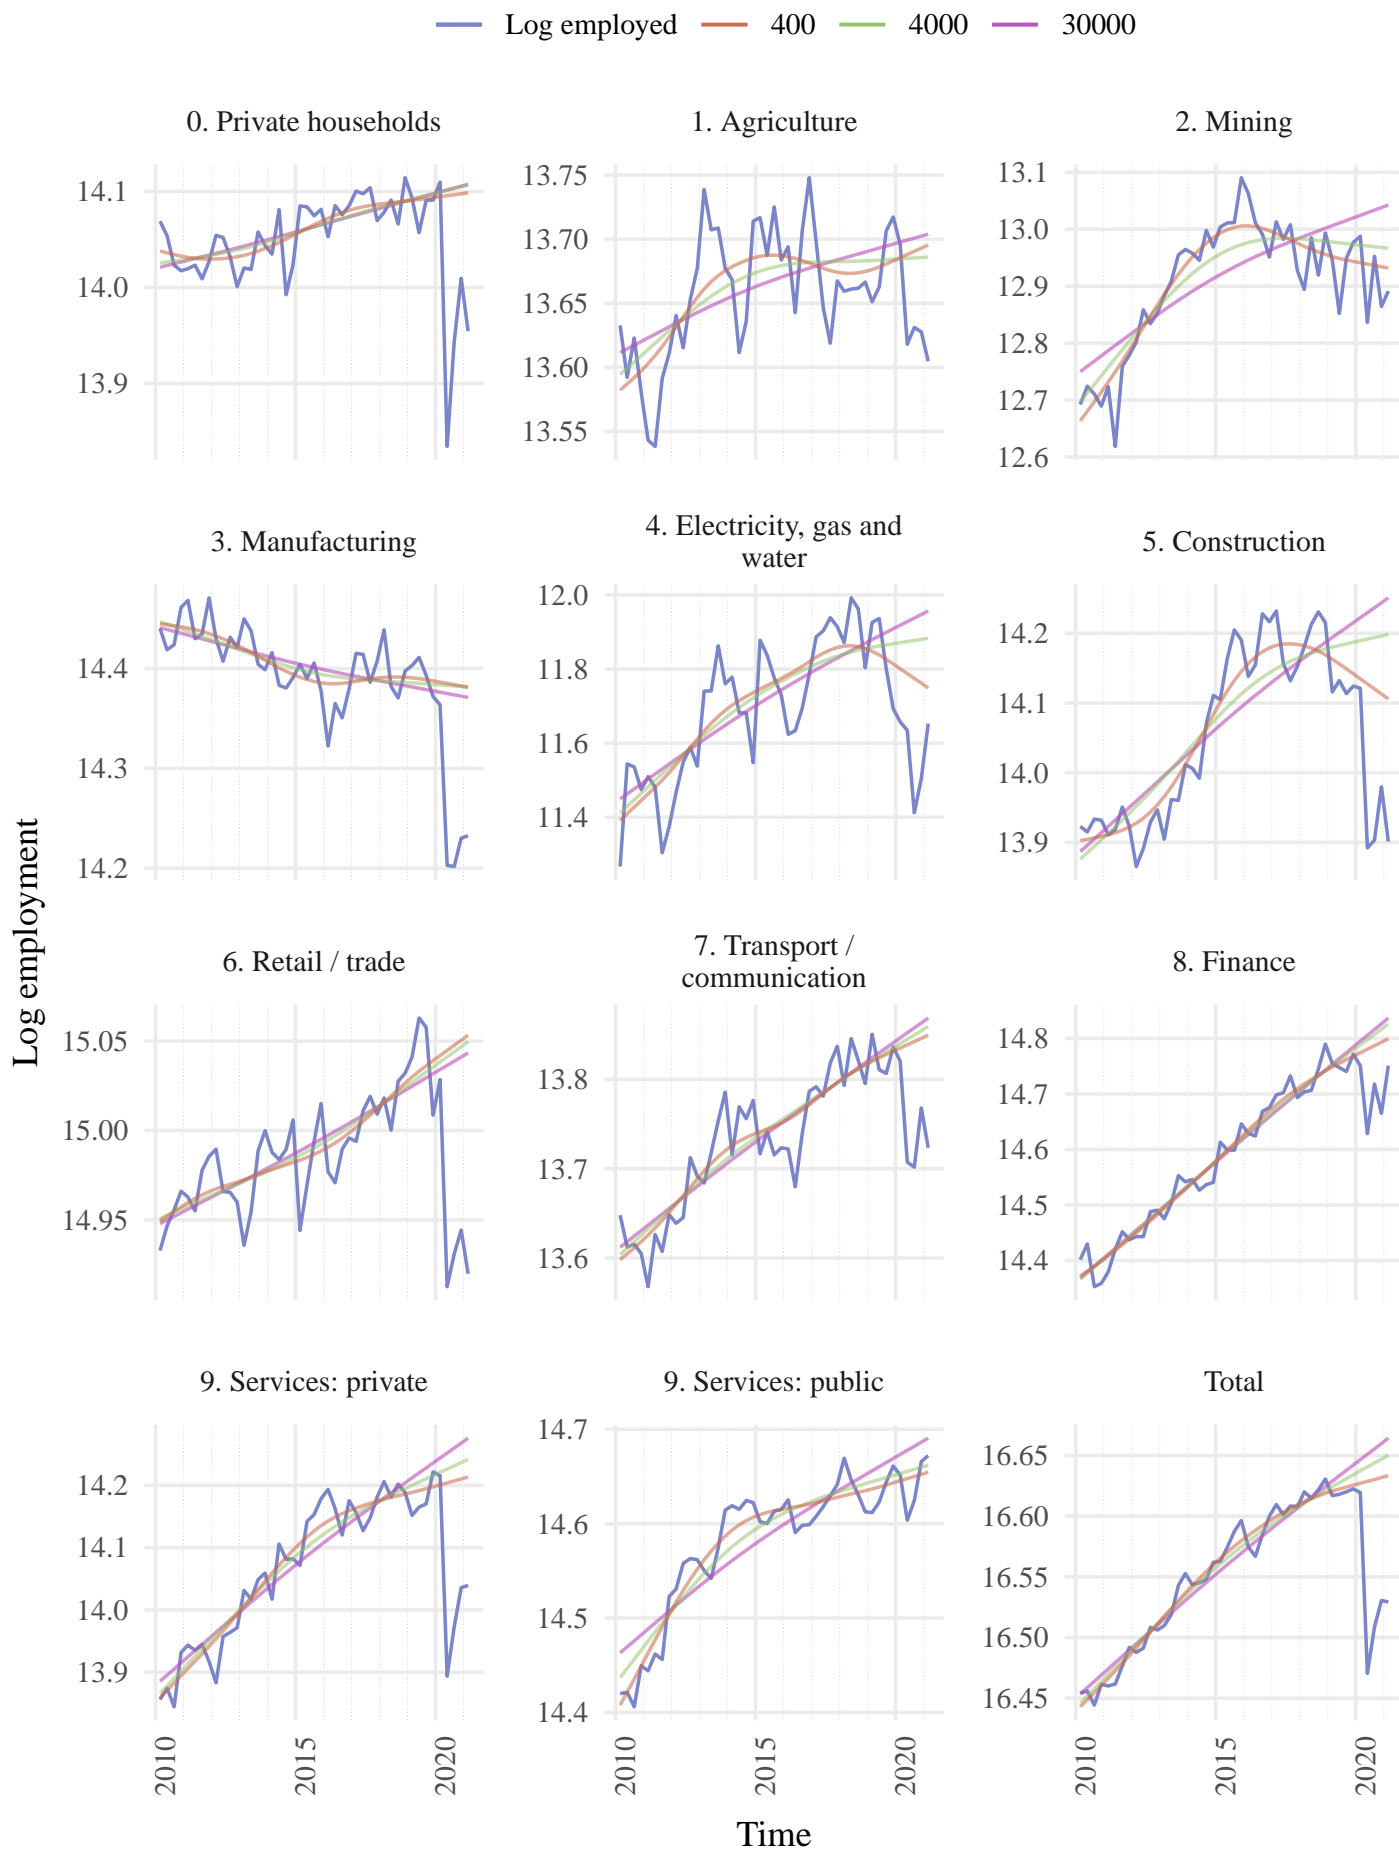 Log employed 400 4000 30000
0. Private households
1. Agriculture
2. Mining
14.1
14.0
13.9
13.75
13.70
13.65
13.60
13.55
13.1
13.0
12.9
12.8
12.7
12.6
3. Manufacturing
4. Electricity, gas and
water
5. Construction
14.4
14.3
14.2
12.0
11.8
11.6
11.4
14.2
14.1
14.0
13.9
Log employment
6. Retail / trade
7. Transport /
communication
8. Finance
15.05
15.00
14.95
13.8
13.7
13.6
14.8
14.7
14.6
14.5
14.4
9. Services: private
9. Services: public
Total
14.2
14.1
14.0
13.9
14.7
14.6
14.5
14.4
16.65
16.60
16.55
16.50
16.45
2010 2015 2020
2010 2015 2020
2010 2015 2020
Time